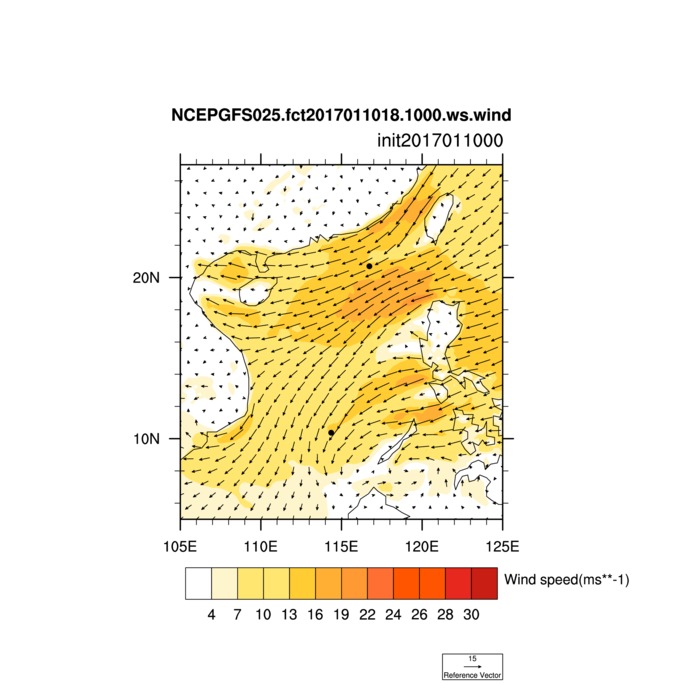 NCEPGFS025.fct2017011018.1000.ws.wind
init2017011000
20N
10N
105E 110E 115E 120E 125E
Wind speed(ms**-1)
4 7 10 13 16 19 22 24 26 28 30
15
Reference Vector